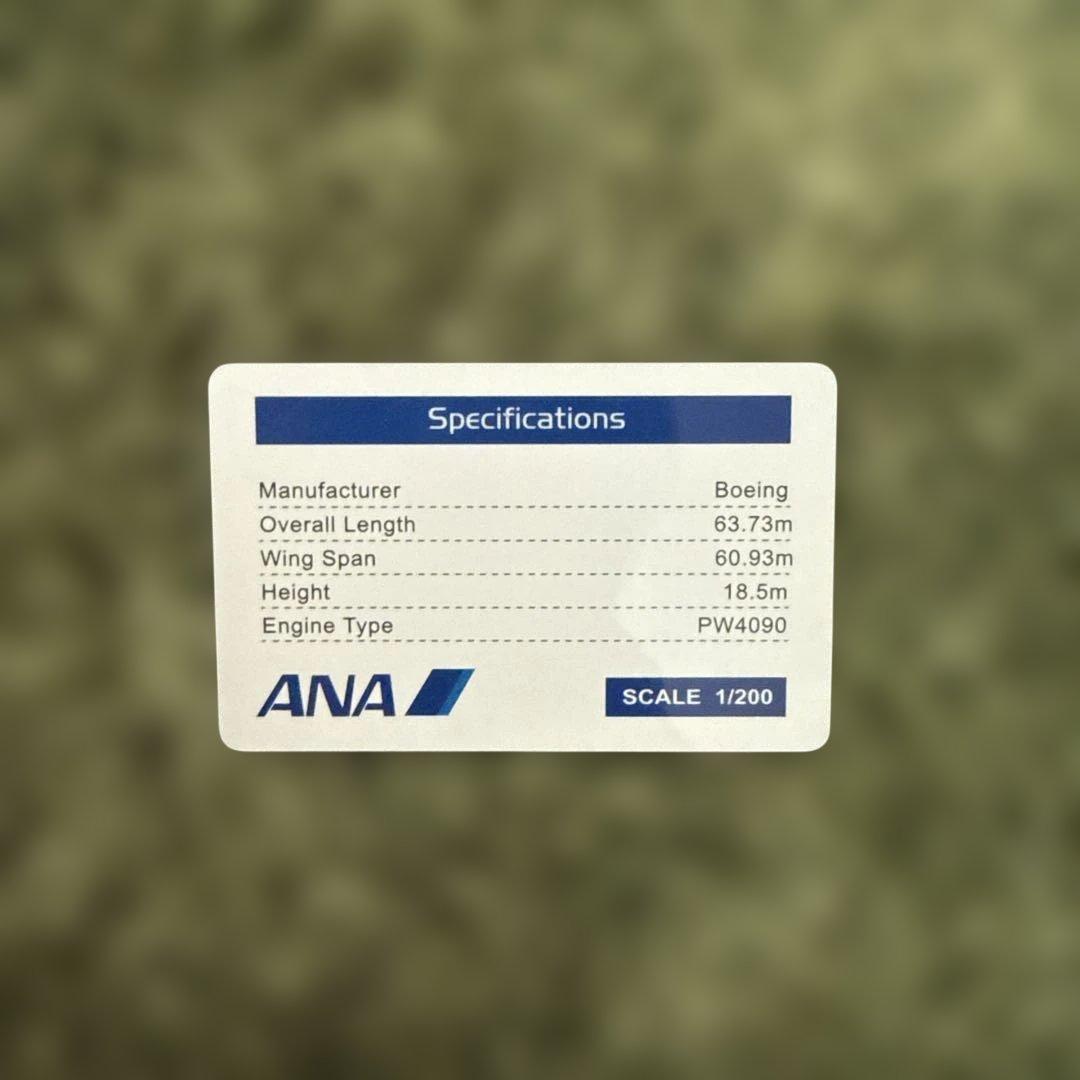 Specifications
Manufacturer Boeing
Overall Length 63.73m
Wing Span 60.93m
Height 18.5m
Engine Type PW4090
ANA SCALE 1/200